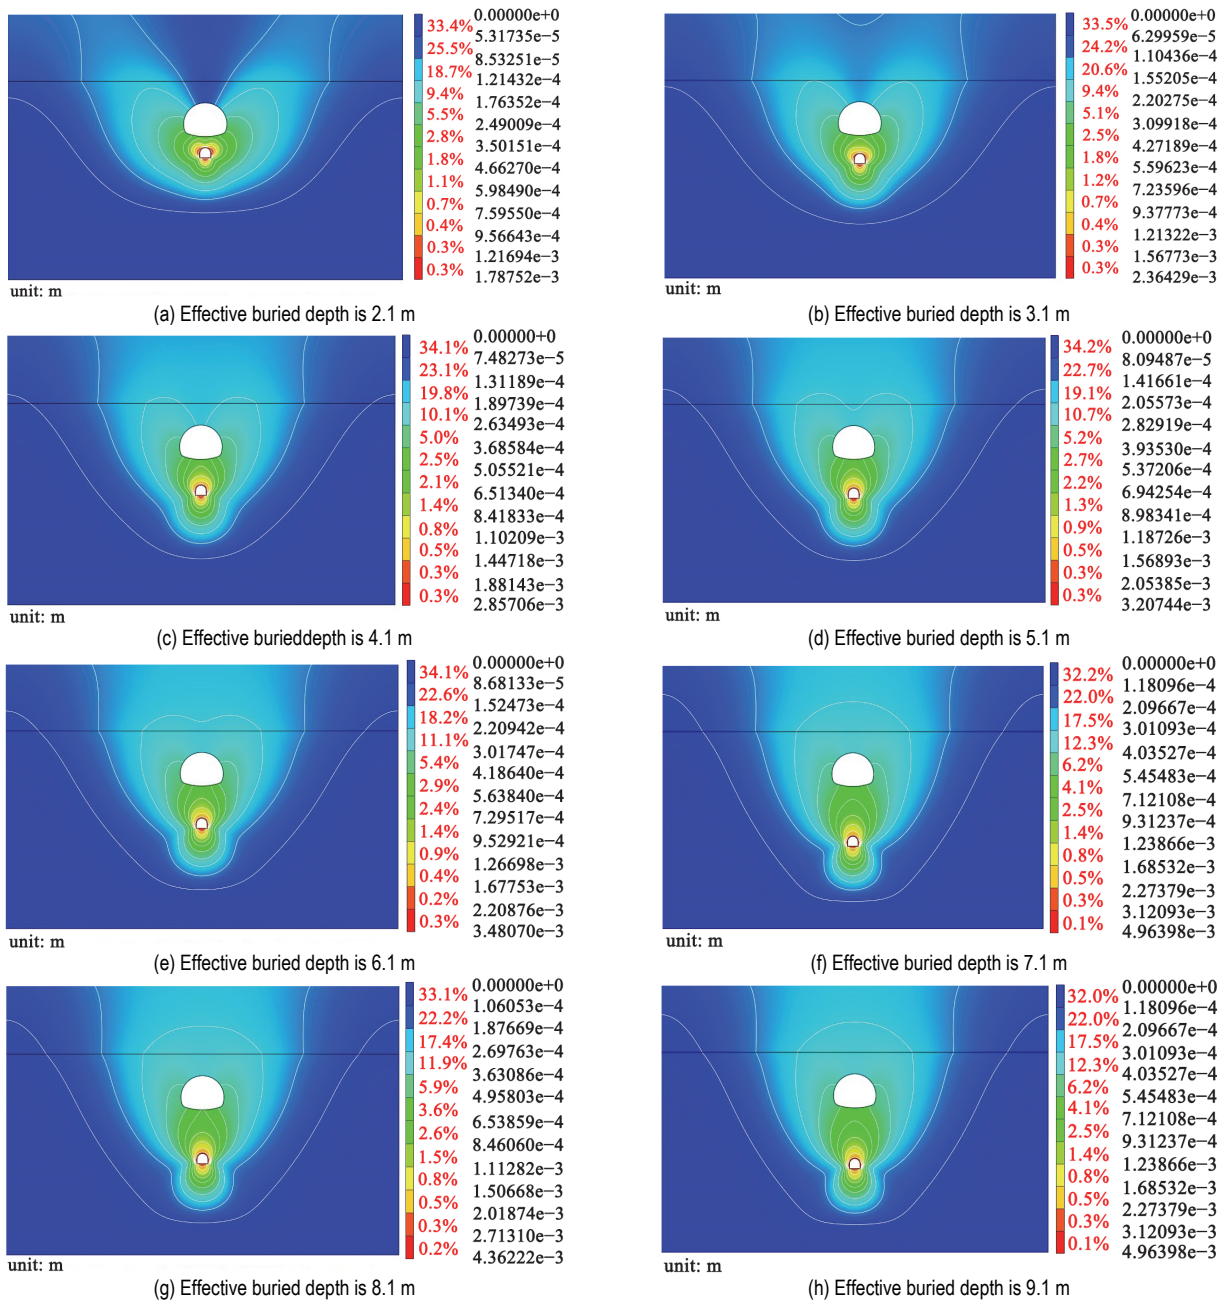 33.4%
25.5%
18.7%
9.4%
5.5%
2.8%
1.8%
1.1%
0.7%
0.4%
0.3%
0.3%
0.00000e+0
5.31735e−5
8.53251e−5
1.21432e−4
1.76352e−4
2.49009e−4
3.50151e−4
4.66270e−4
5.98490e−4
7.59550e−4
9.56643e−4
1.21694e−3
1.78752e−3
unit: m
(a) Effective buried depth is 2.1 m
33.5%
24.2%
20.6%
9.4%
5.1%
2.5%
1.8%
1.2%
0.7%
0.4%
0.3%
0.3%
0.00000e+0
6.29959e−5
1.10436e−4
1.55205e−4
2.20275e−4
3.09918e−4
4.27189e−4
5.59623e−4
7.23596e−4
9.37773e−4
1.21322e−3
1.56773e−3
2.36429e−3
unit: m
(b) Effective buried depth is 3.1 m
34.1%
23.1%
19.8%
10.1%
5.0%
2.5%
2.1%
1.4%
0.8%
0.5%
0.3%
0.3%
0.00000+0
7.48273e−5
1.31189e−4
1.89739e−4
2.63493e−4
3.68584e−4
5.05521e−4
6.51340e−4
8.41833e−4
1.10209e−3
1.44718e−3
1.88143e−3
2.85706e−3
unit: m
(c) Effective burieddepth is 4.1 m
34.2%
22.7%
19.1%
10.7%
5.2%
2.7%
2.2%
1.3%
0.9%
0.5%
0.3%
0.3%
0.00000e+0
8.09487e−5
1.41661e−4
2.05573e−4
2.82919e−4
3.93530e−4
5.37206e−4
6.94254e−4
8.98341e−4
1.18726e−3
1.56893e−3
2.05385e−3
3.20744e−3
unit: m
(d) Effective buried depth is 5.1 m
34.1%
22.6%
18.2%
11.1%
5.4%
2.9%
2.4%
1.4%
0.9%
0.4%
0.2%
0.3%
0.00000e+0
8.68133e−5
1.52473e−4
2.20942e−4
3.01747e−4
4.18640e−4
5.63840e−4
7.29517e−4
9.52921e−4
1.26698e−3
1.67753e−3
2.20876e−3
3.48070e−3
unit: m
(e) Effective buried depth is 6.1 m
32.2%
22.0%
17.5%
12.3%
6.2%
4.1%
2.5%
1.4%
0.8%
0.5%
0.3%
0.1%
0.00000e+0
1.18096e−4
2.09667e−4
3.01093e−4
4.03527e−4
5.45483e−4
7.12108e−4
9.31237e−4
1.23866e−3
1.68532e−3
2.27379e−3
3.12093e−3
4.96398e−3
unit: m
(f) Effective buried depth is 7.1 m
33.1%
22.2%
17.4%
11.9%
5.9%
3.6%
2.6%
1.5%
0.8%
0.5%
0.3%
0.2%
0.00000e+0
1.06053e−4
1.87669e−4
2.69763e−4
3.63086e−4
4.95803e−4
6.53859e−4
8.46060e−4
1.11282e−3
1.50668e−3
2.01874e−3
2.71310e−3
4.36222e−3
unit: m
(g) Effective buried depth is 8.1 m
32.0%
22.0%
17.5%
12.3%
6.2%
4.1%
2.5%
1.4%
0.8%
0.5%
0.3%
0.1%
0.00000e+0
1.18096e−4
2.09667e−4
3.01093e−4
4.03527e−4
5.45483e−4
7.12108e−4
9.31237e−4
1.23866e−3
1.68532e−3
2.27379e−3
3.12093e−3
4.96398e−3
unit: m
(h) Effective buried depth is 9.1 m